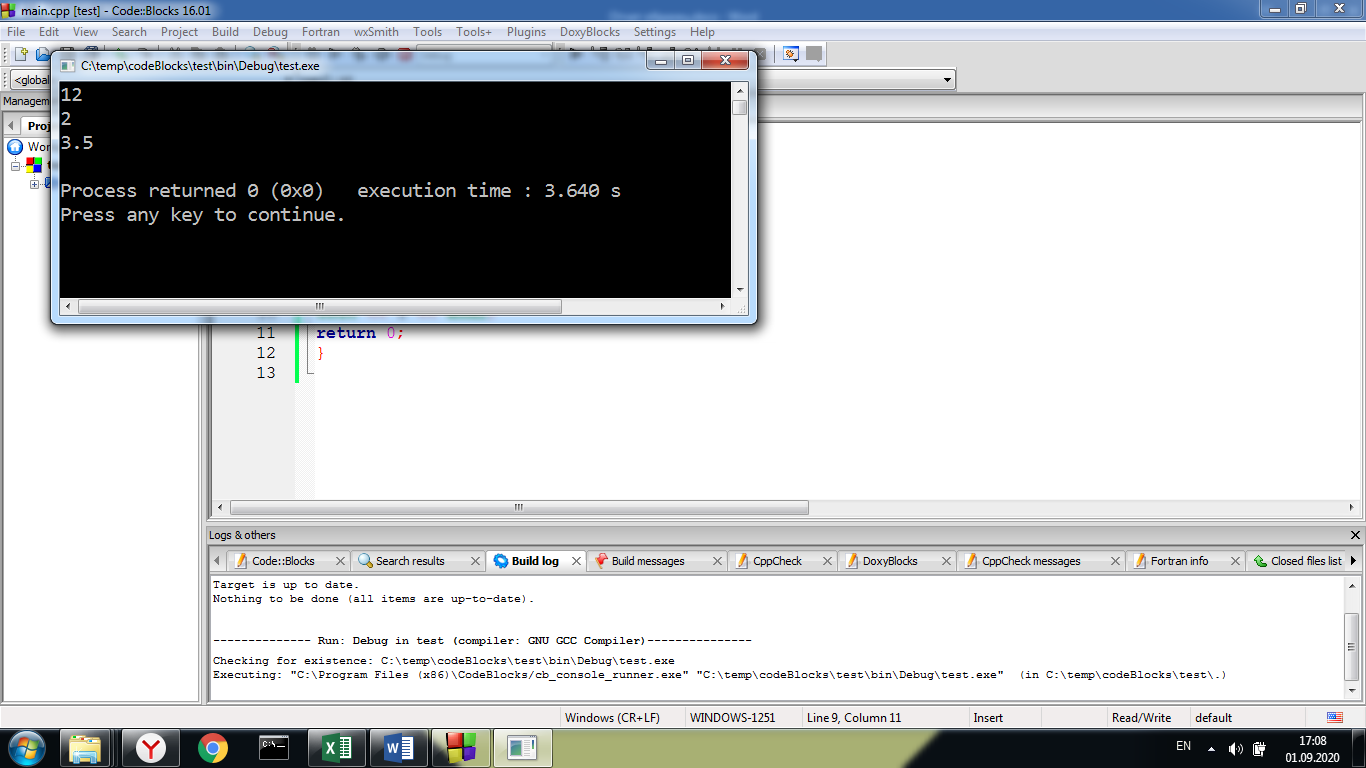 main.cpp [test] - Code::Blocks 16.01
File Edit View Search Project Build Debug Fortran wxSmith Tools Tools+ Plugins DoxyBlocks Settings Help
C:\temp\codeBlocks\test\bin\Debug\test.exe
<global
Managem
12
2
3.5
Proj
Wor
Process returned 0 (0x0)   execution time : 3.640 s
Press any key to continue.
11 return 0;
12 }
13
Logs & others
Code::Blocks Search results Build log Build messages CppCheck DoxyBlocks CppCheck messages Fortran info Closed files list
Target is up to date.
Nothing to be done (all items are up-to-date).
-------------- Run: Debug in test (compiler: GNU GCC Compiler)---------------
Checking for existence: C:\temp\codeBlocks\test\bin\Debug\test.exe
Executing: "C:\Program Files (x86)\CodeBlocks/cb_console_runner.exe" "C:\temp\codeBlocks\test\bin\Debug\test.exe"  (in C:\temp\codeBlocks\test\.)
Windows (CR+LF) WINDOWS-1251 Line 9, Column 11 Insert Read/Write default
EN 17:08
01.09.2020